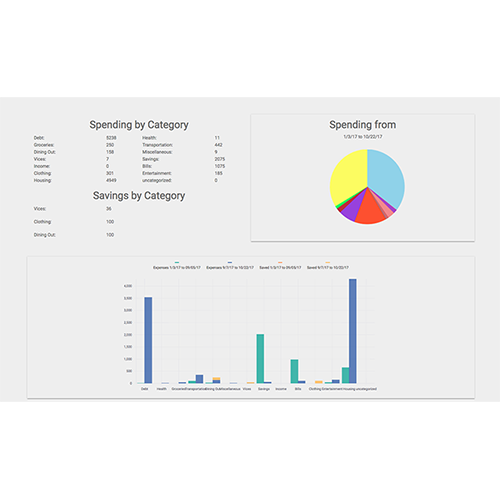 Spending by Category
Debt: 5239 Health: 11
Groceries: 250 Transportation: 442
Dining Out: 158 Miscellaneous: 9
Vices: 7 Savings: 2075
Income: 0 Bills: 1075
Clothing: 301 Entertainment: 185
Housing: 4949 uncategorized: 0
Savings by Category
Vices: 36
Clothing: 100
Dining Out: 100
Spending from
1/3/17 to 10/22/17
Expenses 1/3/17 to 09/05/17 Expenses 9/7/17 to 10/22/17 Saved 1/3/17 to 09/05/17 Saved 9/7/17 to 10/22/17
4,000
3,500
3,000
2,500
2,000
1,500
1,000
500
0
Debt Health Groceries Transportation Dining Out Miscellaneous Vices Savings Income Bills Clothing Entertainment Housing uncategorized